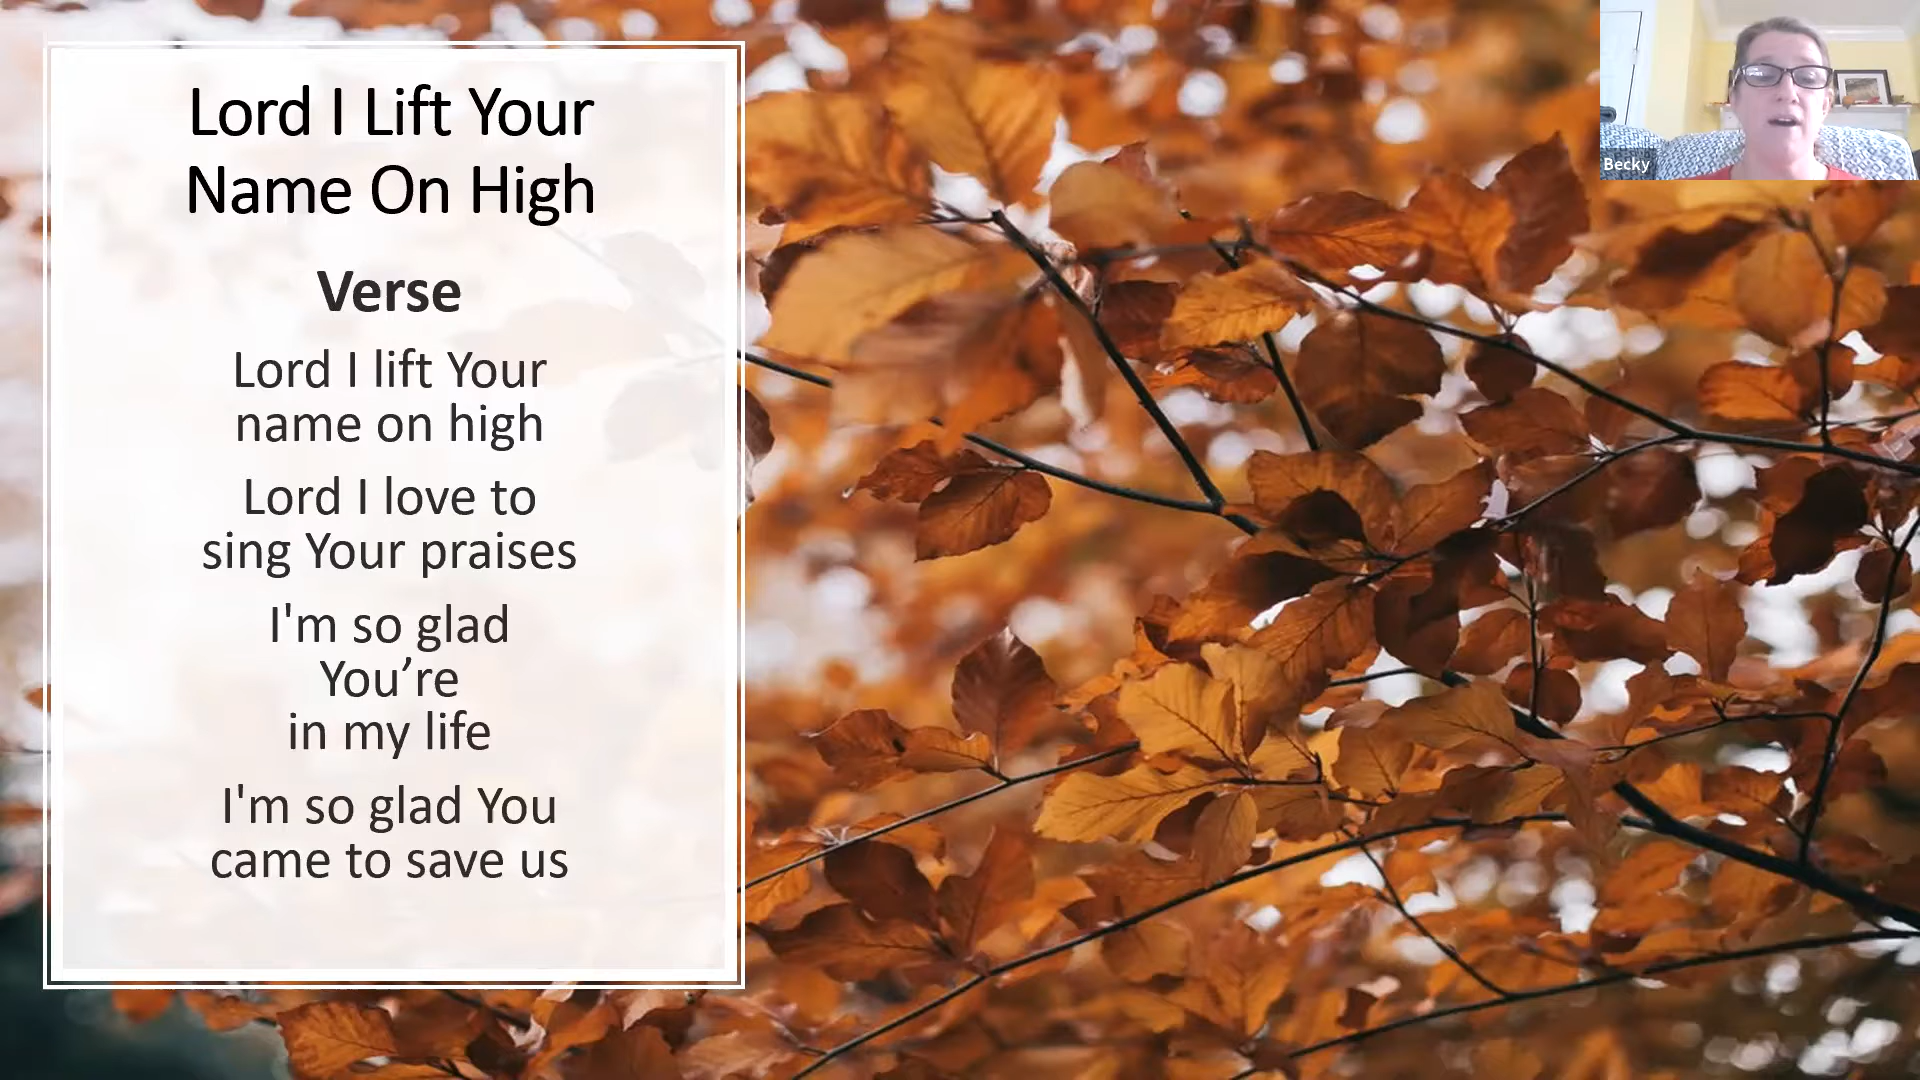 Lord I Lift Your
Name On High
Verse
Lord I lift Your
name on high
Lord I love to
sing Your praises
I'm so glad
You’re
in my life
I'm so glad You
came to save us
Becky